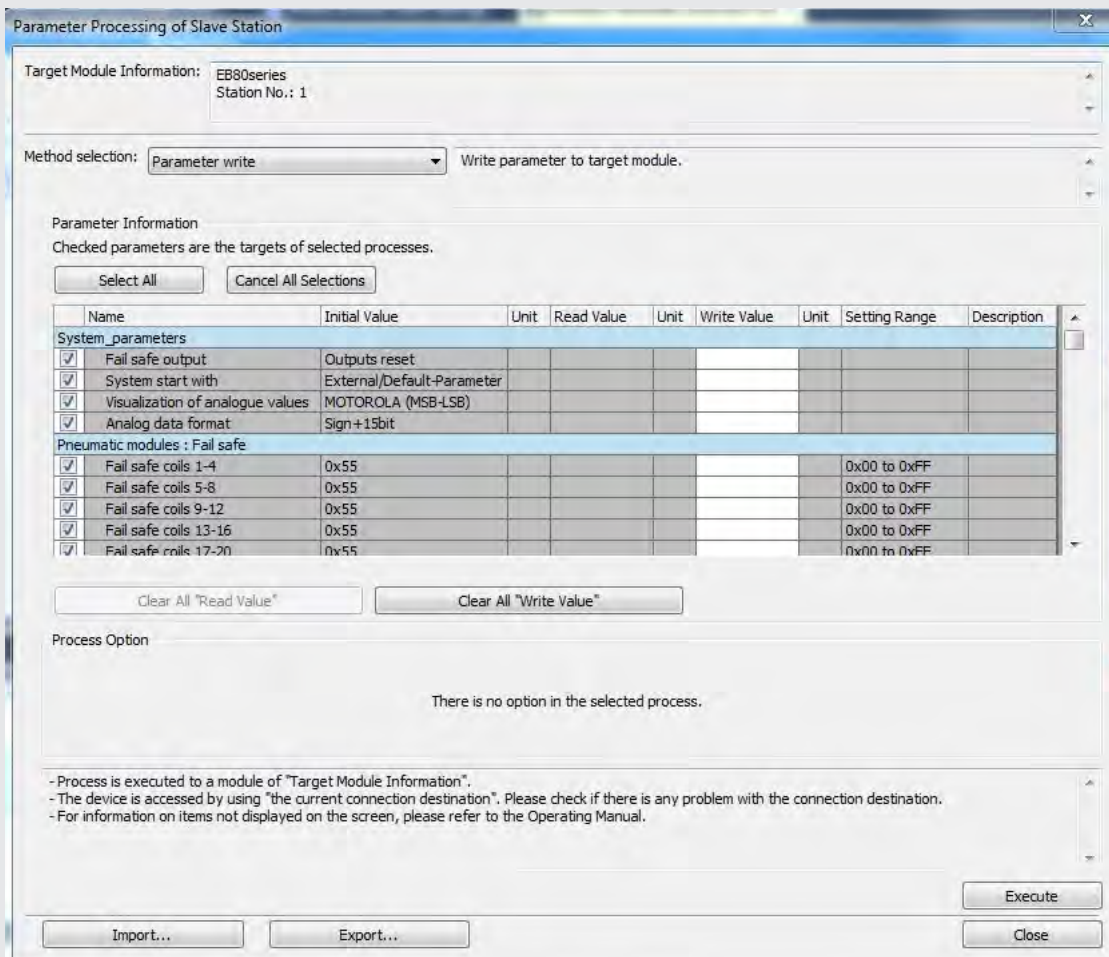 Parameter Processing of Slave Station
Target Module Information: EB80series
Station No.: 1
Method selection: Parameter write Write parameter to target module.
Parameter Information
Checked parameters are the targets of selected processes.
Select All Cancel All Selections
Name Initial Value Unit Read Value Unit Write Value Unit Setting Range Description
System_parameters
Fail safe output Outputs reset
System start with External/Default-Parameter
Visualization of analogue values MOTOROLA (MSB-LSB)
Analog data format Sign+15bit
Pneumatic modules : Fail safe
Fail safe coils 1-4 0x55 0x00 to 0xFF
Fail safe coils 5-8 0x55 0x00 to 0xFF
Fail safe coils 9-12 0x55 0x00 to 0xFF
Fail safe coils 13-16 0x55 0x00 to 0xFF
Fail safe coils 17-20 0x55 0x00 to 0xFF
Clear All "Read Value" Clear All "Write Value"
Process Option
There is no option in the selected process.
- Process is executed to a module of "Target Module Information".
- The device is accessed by using "the current connection destination". Please check if there is any problem with the connection destination.
- For information on items not displayed on the screen, please refer to the Operating Manual.
Execute
Import... Export... Close